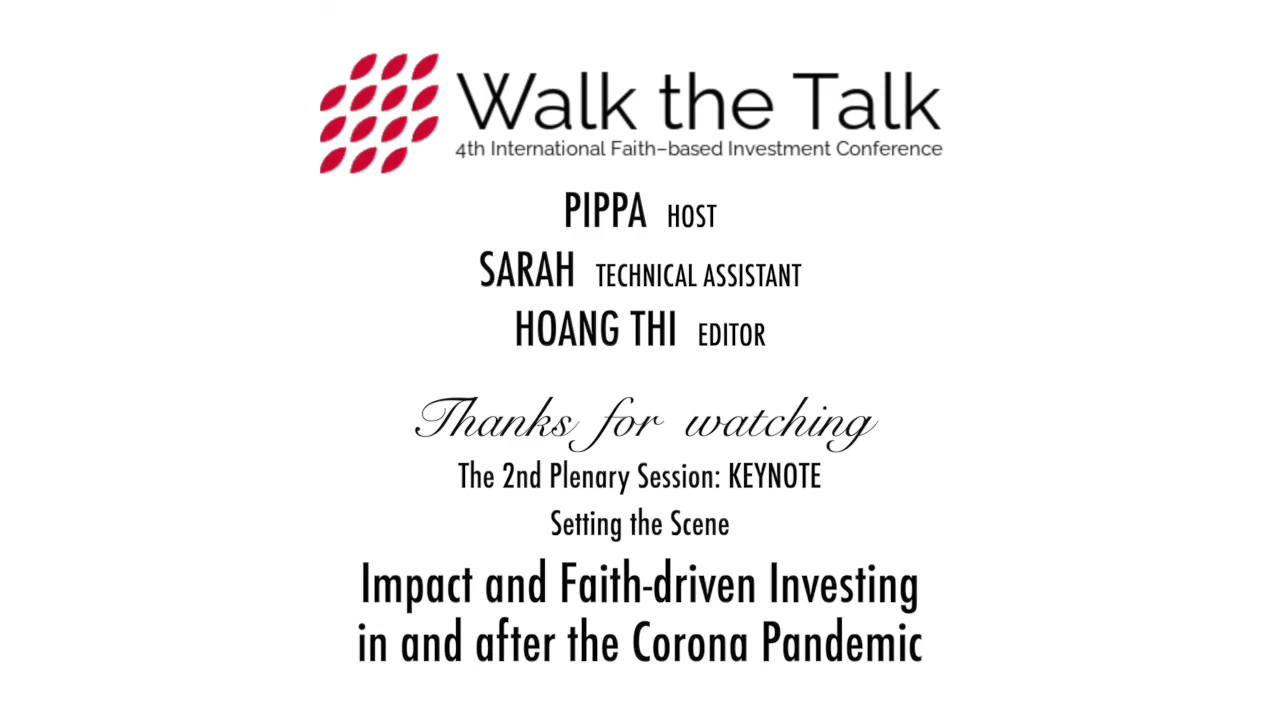 Walk the Talk
4th International Faith-based Investment Conference
PIPPA HOST
SARAH TECHNICAL ASSISTANT
HOANG THI EDITOR
Thanks for watching
The 2nd Plenary Session: KEYNOTE
Setting the Scene
Impact and Faith-driven Investing
in and after the Corona Pandemic